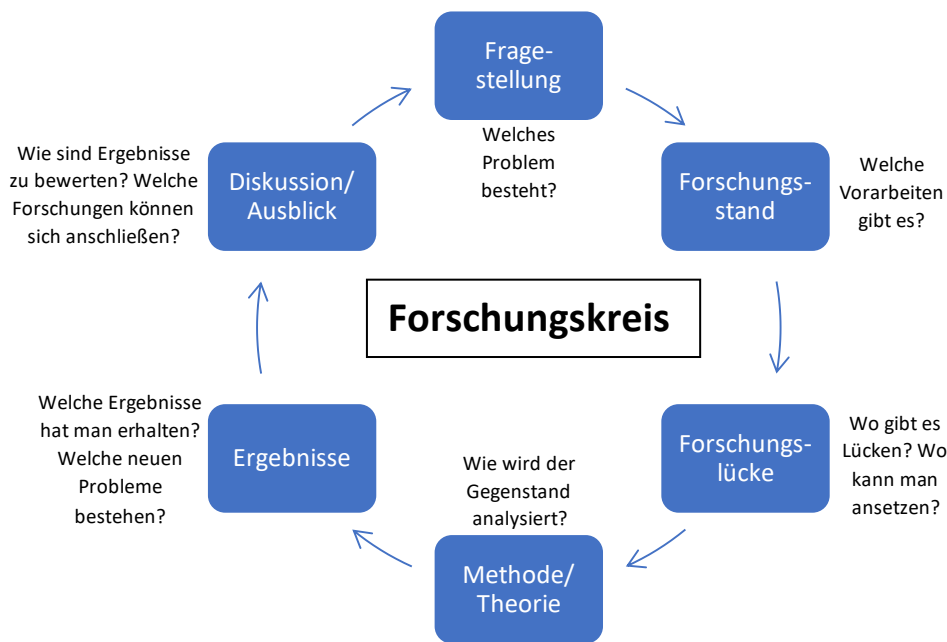 Frage-
stellung
Welches
Problem
besteht?
Forschungs-
stand
Welche
Vorarbeiten
gibt es?
Forschungs-
lücke
Wo gibt es
Lücken? Wo
kann man
ansetzen?
Methode/
Theorie
Wie wird der
Gegenstand
analysiert?
Ergebnisse
Welche Ergebnisse
hat man erhalten?
Welche neuen
Probleme
bestehen?
Diskussion/
Ausblick
Wie sind Ergebnisse
zu bewerten? Welche
Forschungen können
sich anschließen?
Forschungskreis